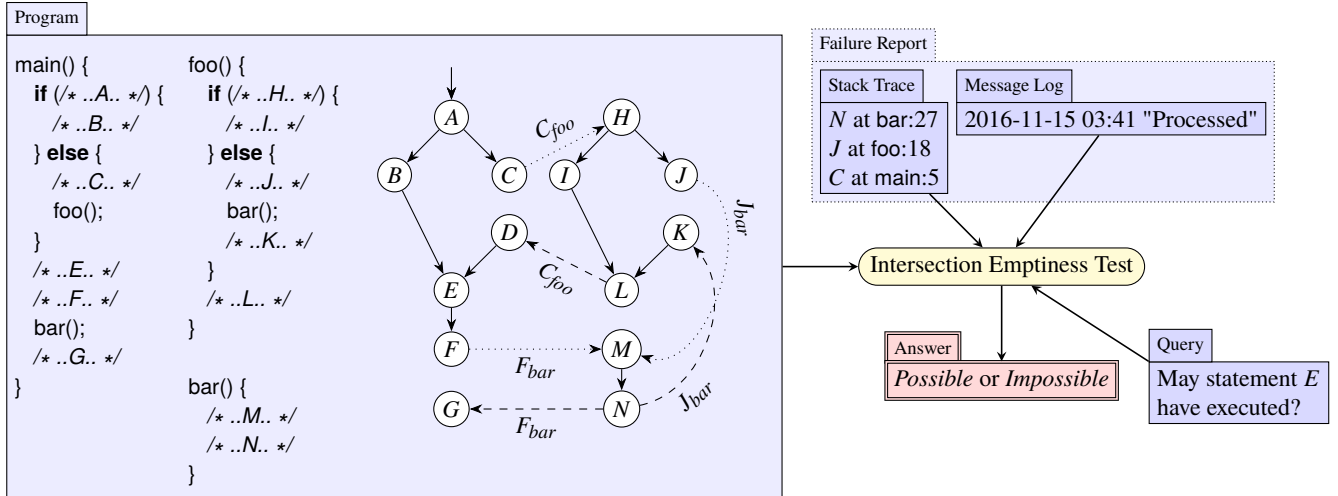 Program
main() {
if (/* ..A.. */) {
/* ..B.. */
} else {
/* ..C.. */
foo();
}
/* ..E.. */
/* ..F.. */
bar();
/* ..G.. */
}
foo() {
if (/* ..H.. */) {
/* ..I.. */
} else {
/* ..J.. */
bar();
/* ..K.. */
}
/* ..L.. */
}
bar() {
/* ..M.. */
/* ..N.. */
}
A
B
C
D
E
F
G
H
I
J
K
L
M
N
C_foo
C_foo
J_bar
J_bar
F_bar
F_bar
Failure Report
Stack Trace
N at bar:27
J at foo:18
C at main:5
Message Log
2016-11-15 03:41 "Processed"
Intersection Emptiness Test
Answer
Possible or Impossible
Query
May statement E
have executed?